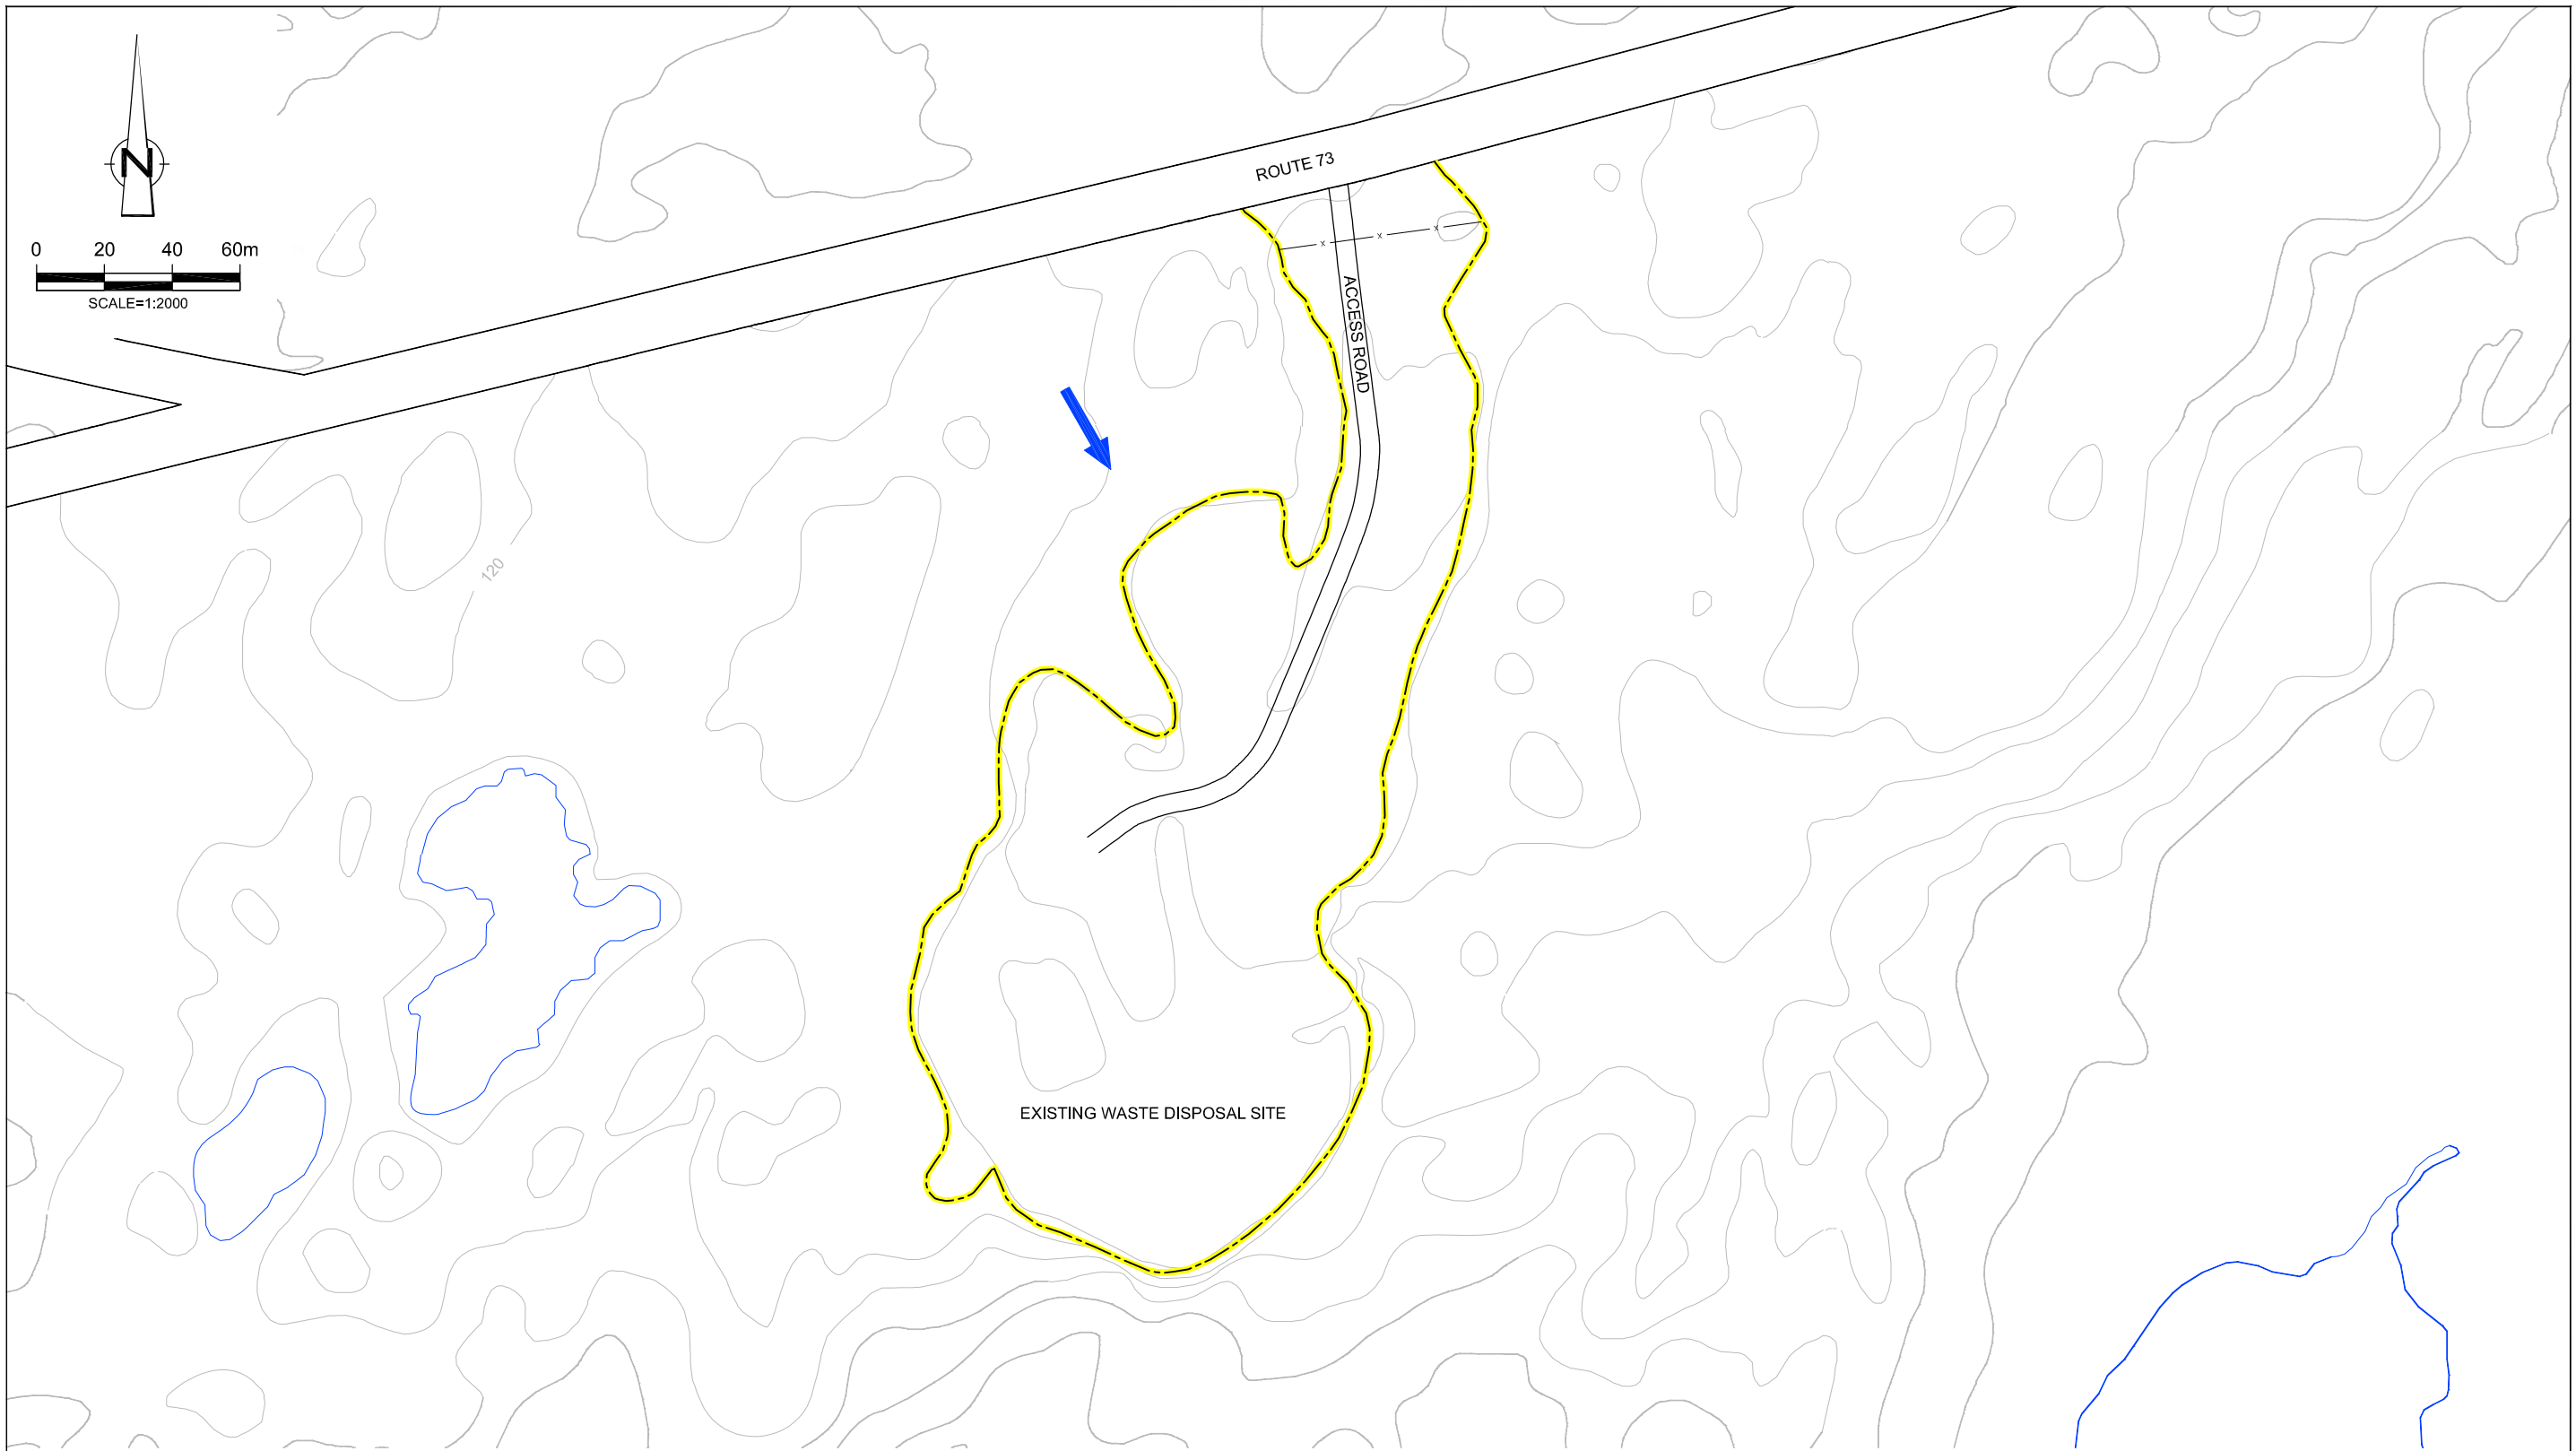 ROUTE 73
N
0 20 40 60m
SCALE=1:2000
ACCESS ROAD
120
EXISTING WASTE DISPOSAL SITE